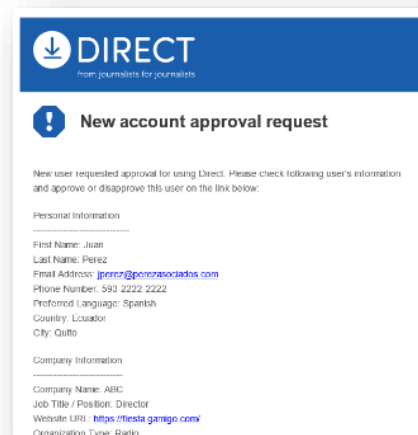 DIRECT
from journalists for journalists
New account approval request
New user requested approval for using Direct. Please check following user's information
and approve or disapprove this user on the link below:
Personal Information
------------------------------
First Name: Juan
Last Name: Perez
Email Address: jperez@perezasociados.com
Phone Number: 593 2222 2222
Preferred Language: Spanish
Country: Ecuador
City: Quito
Company Information
------------------------------
Company Name: ABC
Job Title / Position: Director
Website URL: https://fiesta.gamigo.com/
Organization Type: Radio